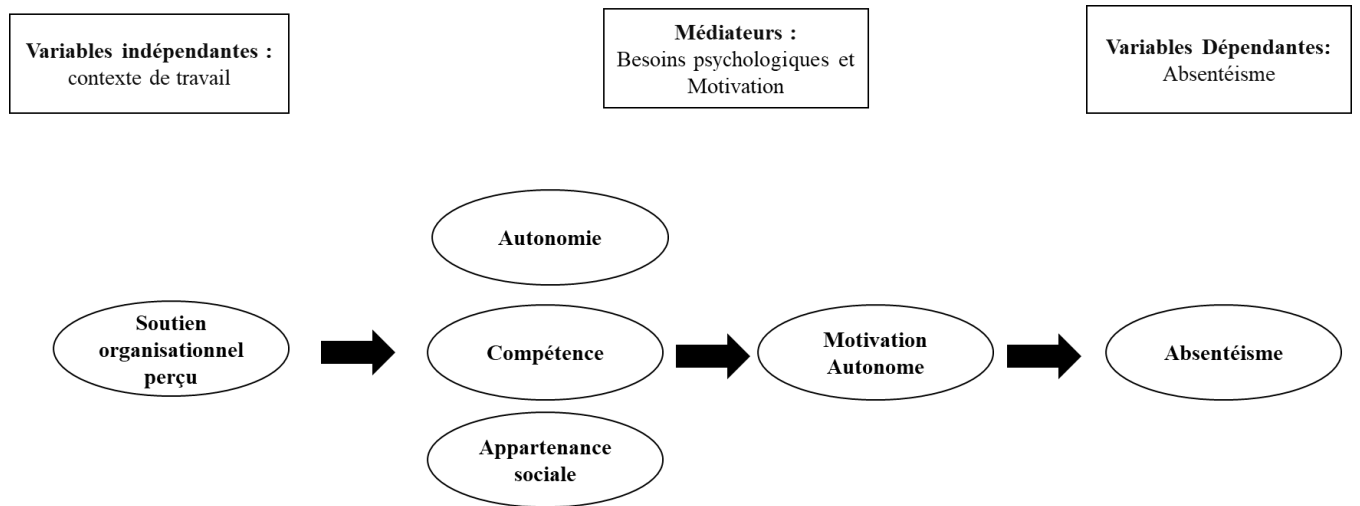 Variables indépendantes :
contexte de travail
Médiateurs :
Besoins psychologiques et
Motivation
Variables Dépendantes:
Absentéisme
Autonomie
Soutien
organisationnel
perçu
Compétence
Motivation
Autonome
Absentéisme
Appartenance
sociale